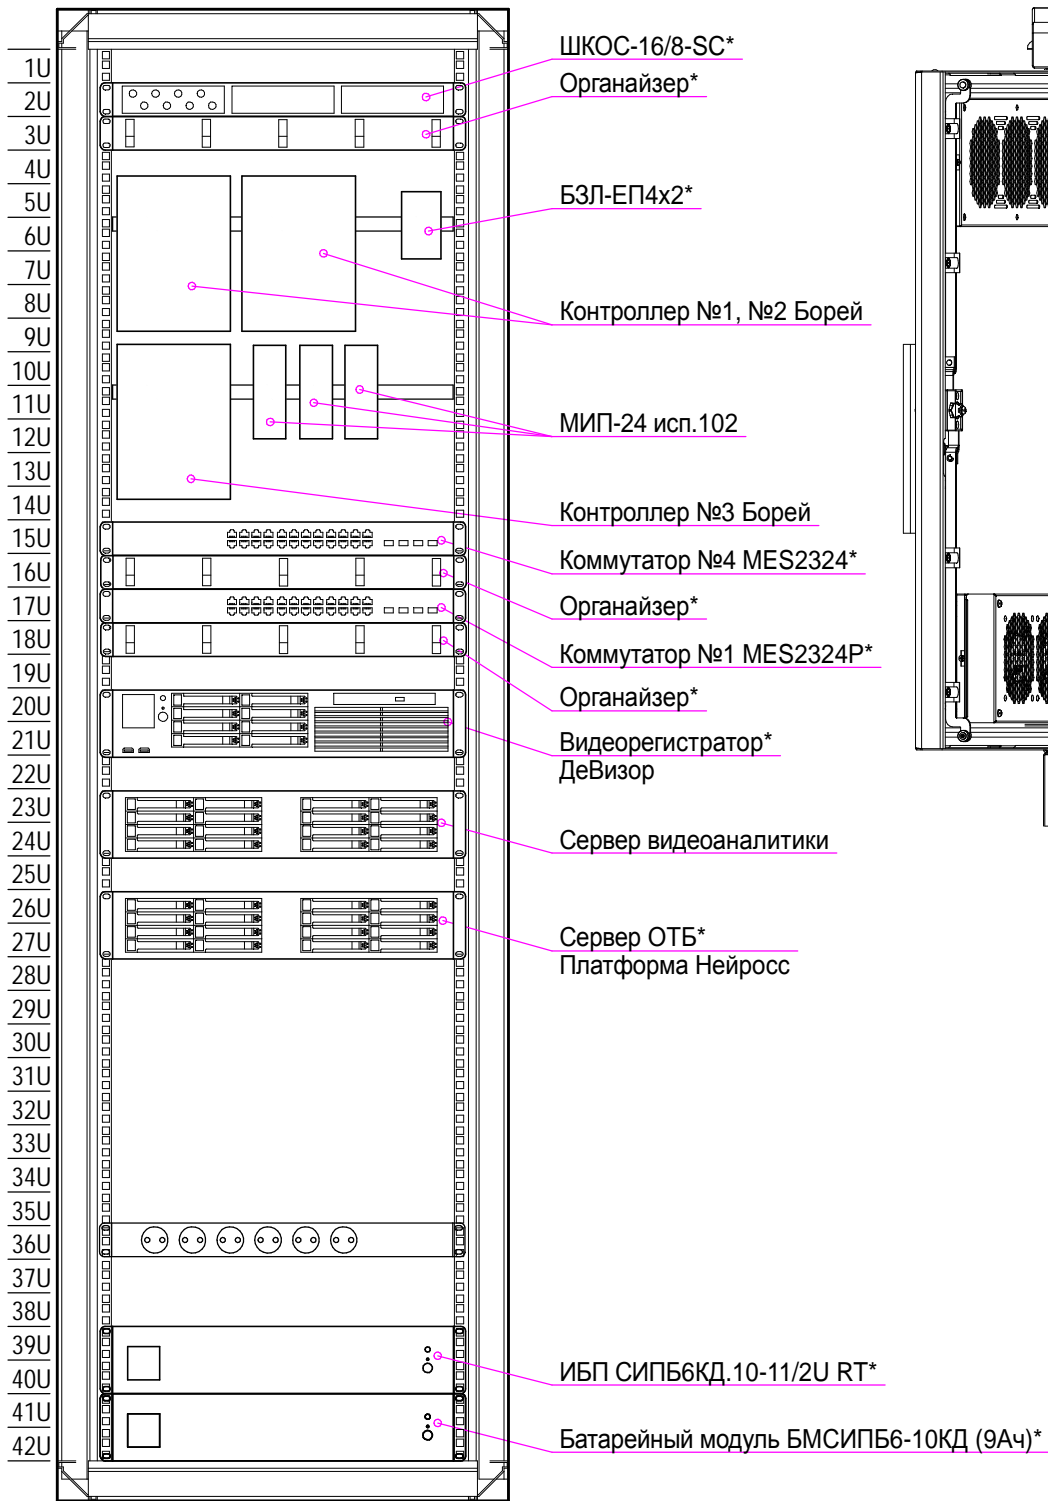 1U
2U
3U
4U
5U
6U
7U
8U
9U
10U
11U
12U
13U
14U
15U
16U
17U
18U
19U
20U
21U
22U
23U
24U
25U
26U
27U
28U
29U
30U
31U
32U
33U
34U
35U
36U
37U
38U
39U
40U
41U
42U
ШКОС-16/8-SC*
Органайзер*
БЗЛ-ЕП4х2*
Контроллер №1, №2 Борей
МИП-24 исп.102
Контроллер №3 Борей
Коммутатор №4 MES2324*
Органайзер*
Коммутатор №1 MES2324P*
Органайзер*
Видеорегистратор*
ДеВизор
Сервер видеоаналитики
Сервер ОТБ*
Платформа Нейросс
ИБП СИПБ6КД.10-11/2U RT*
Батарейный модуль БМСИПБ6-10КД (9Ач)*